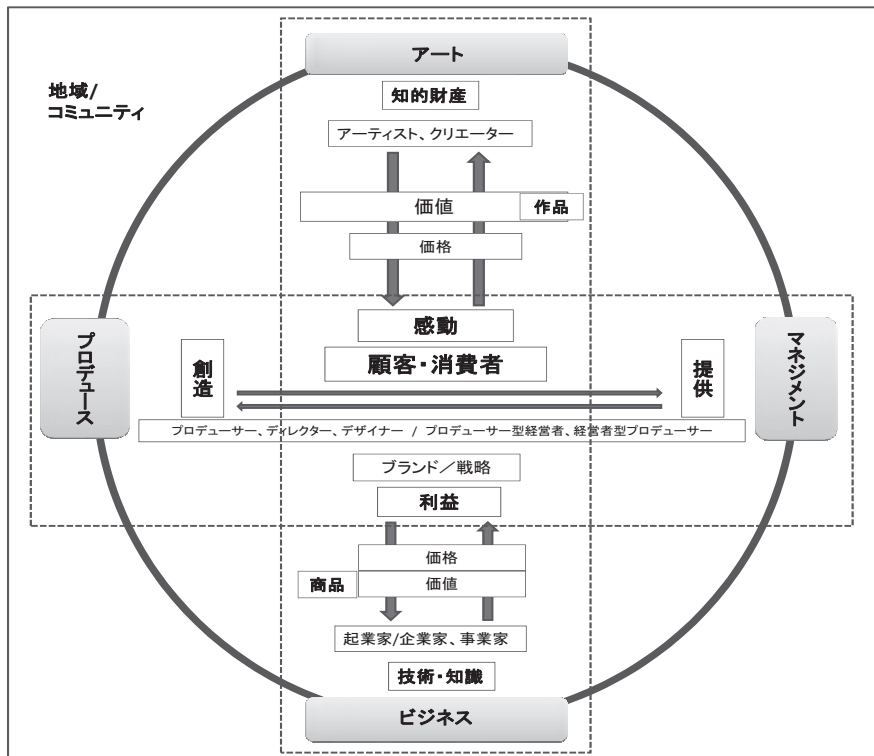 アート
地域/
コミュニティ
知的財産
アーティスト、クリエーター
価値
作品
価格
感動
顧客・消費者
プロデュース
創造
提供
マネジメント
プロデューサー、ディレクター、デザイナー / プロデューサー型経営者、経営者型プロデューサー
ブランド／戦略
利益
価格
商品
価値
起業家/企業家、事業家
技術・知識
ビジネス